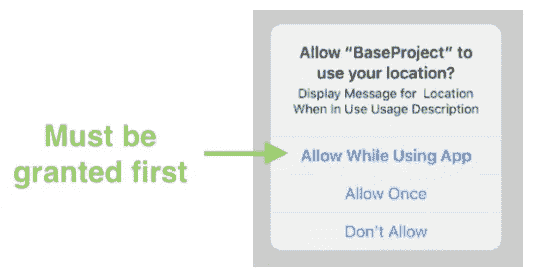 Must be
granted first
Allow “BaseProject” to
use your location?
Display Message for Location
When In Use Usage Description
Allow While Using App
Allow Once
Don’t Allow